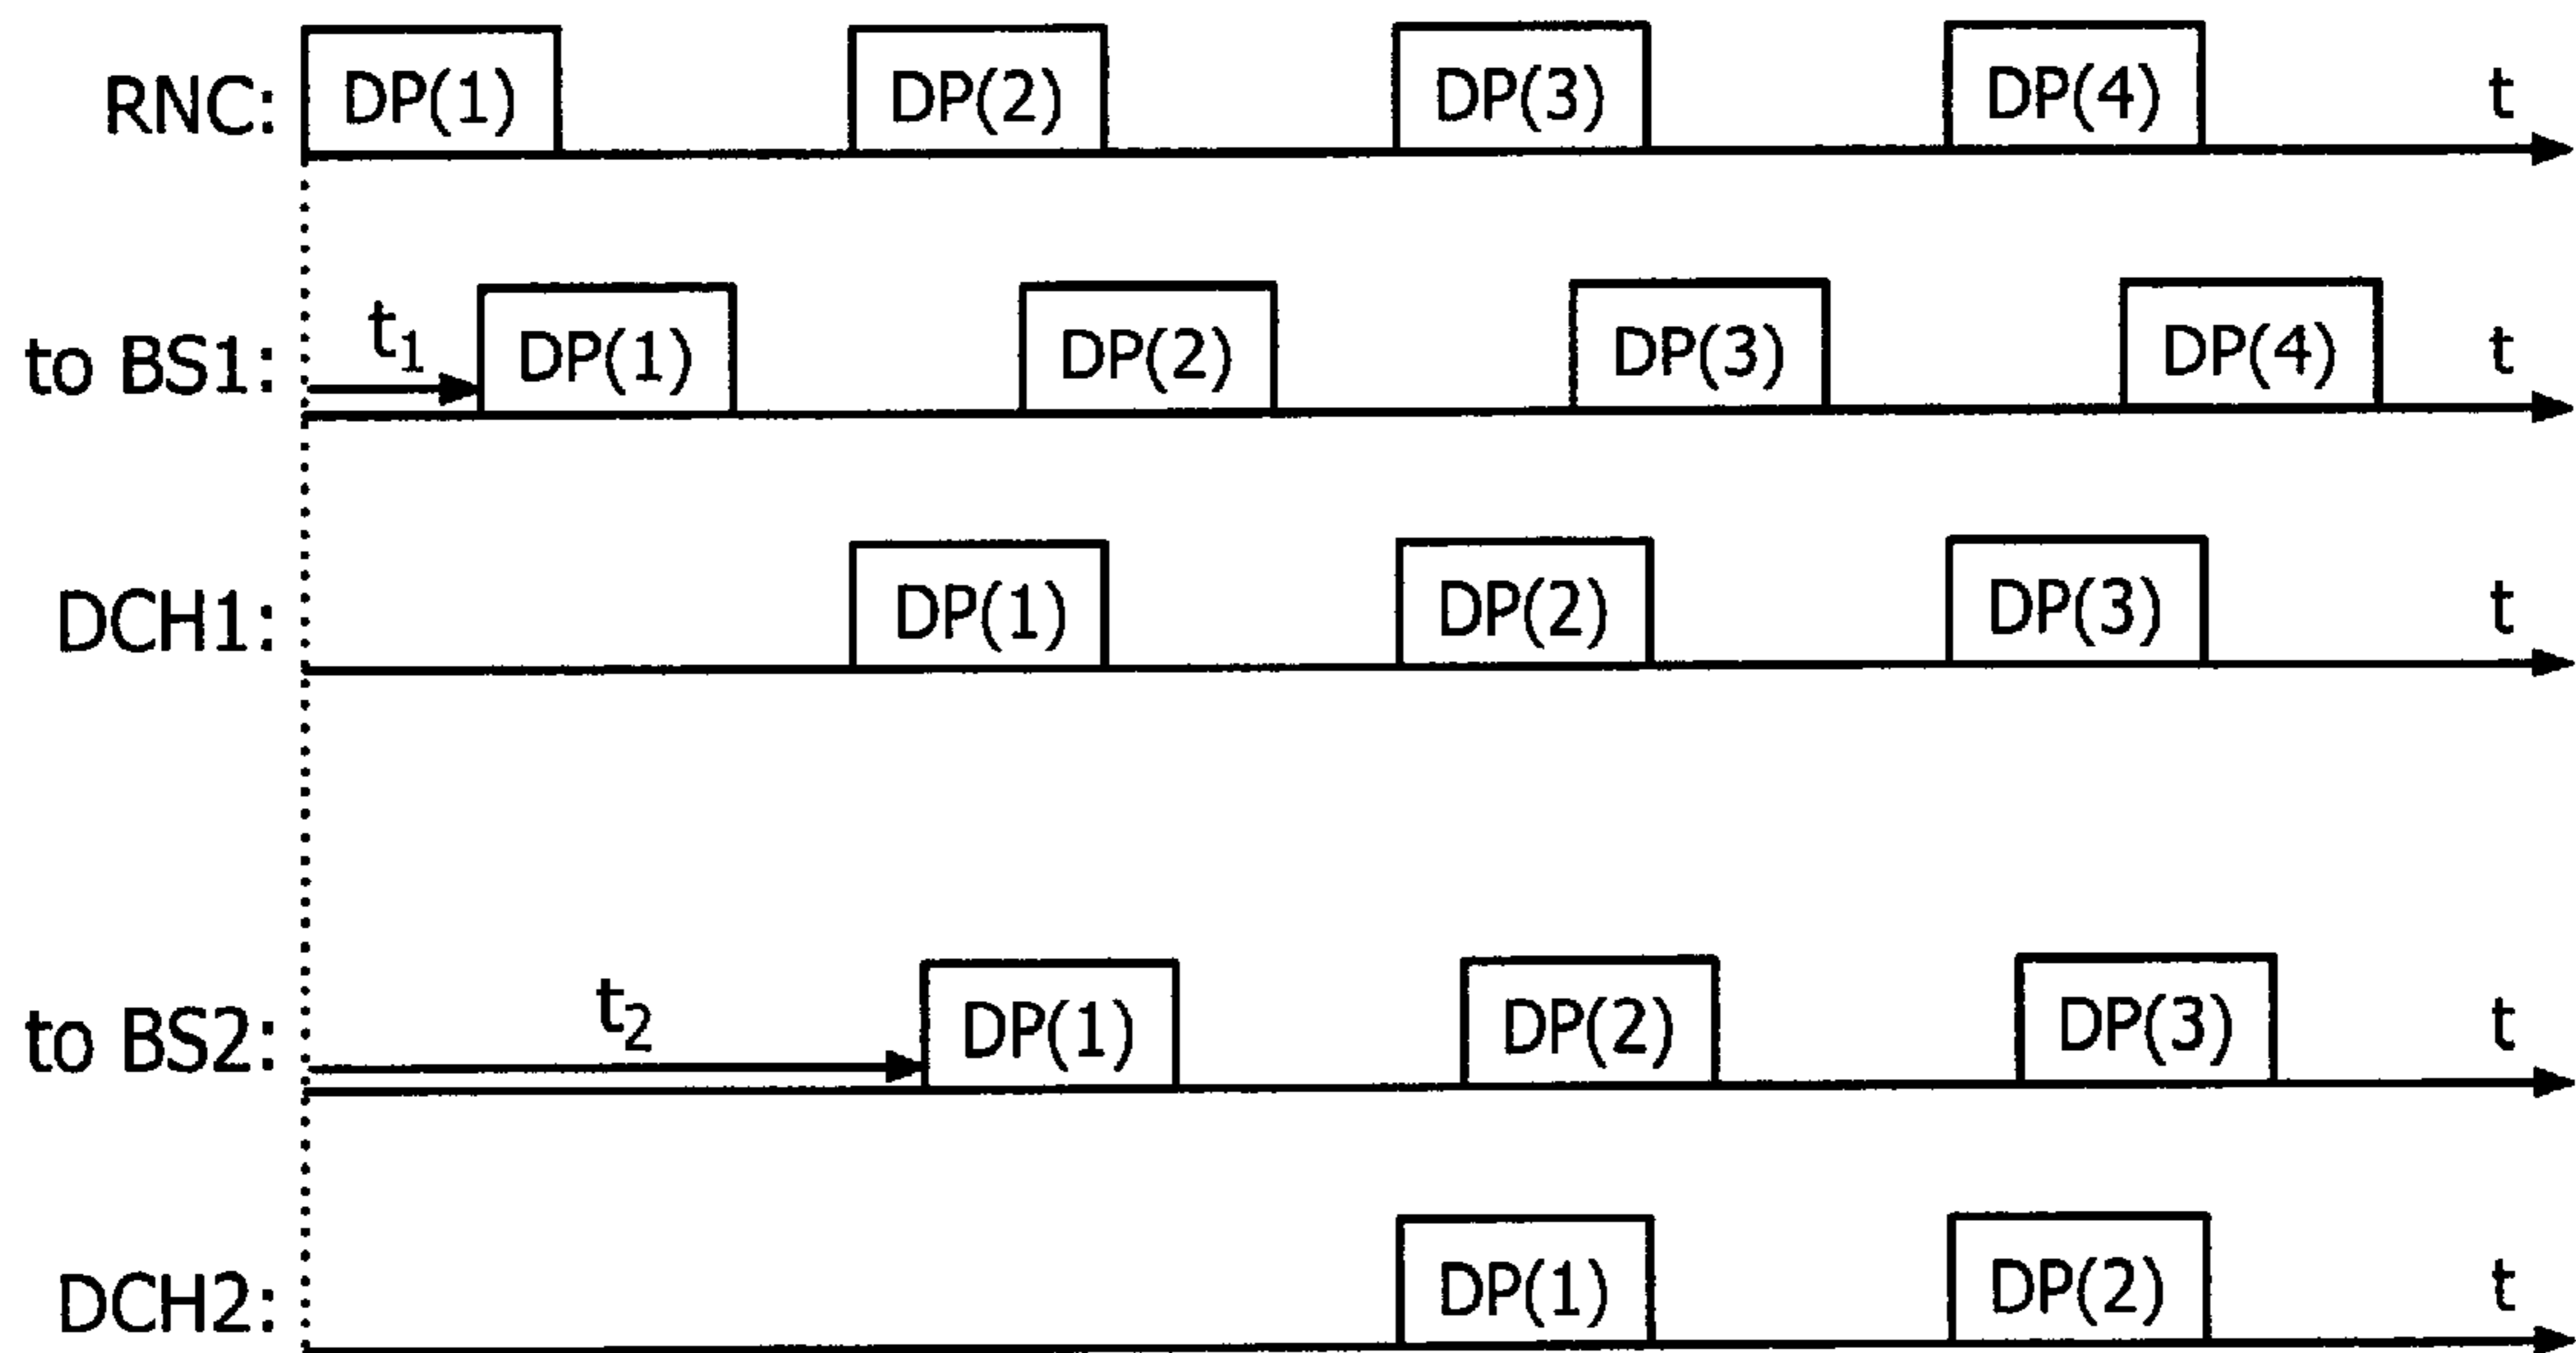 RNC: DP(1) DP(2) DP(3) DP(4) t
to BS1: t₁ DP(1) DP(2) DP(3) DP(4) t
DCH1: DP(1) DP(2) DP(3) t
to BS2: t₂ DP(1) DP(2) DP(3) t
DCH2: DP(1) DP(2) t